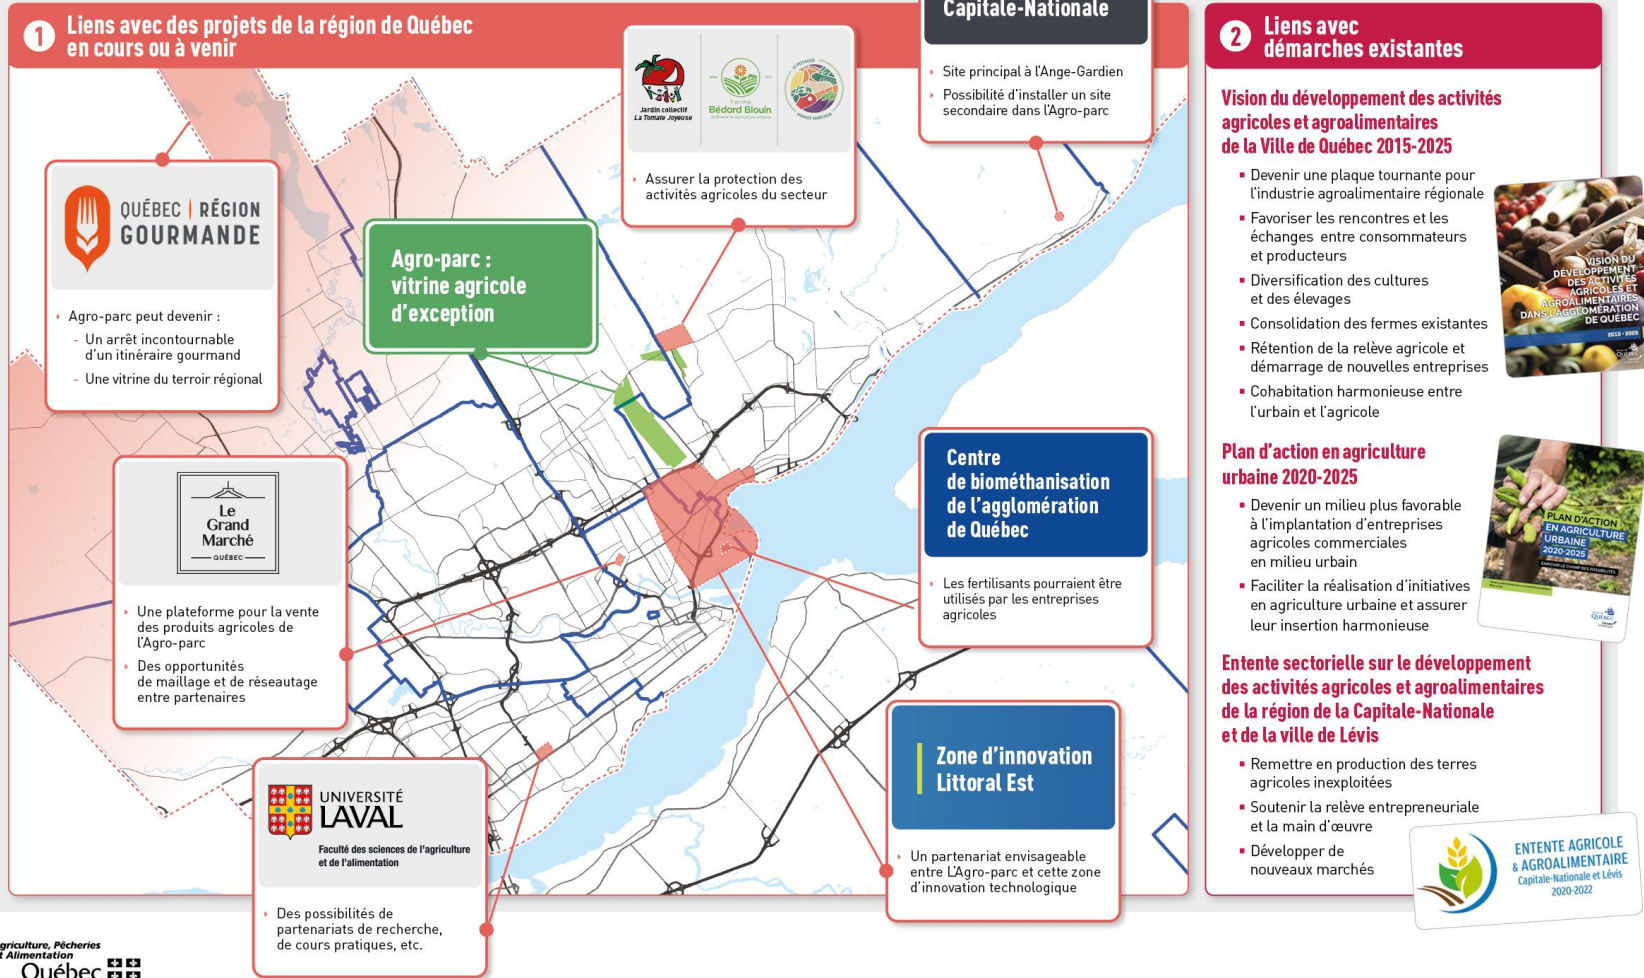 1 Liens avec des projets de la région de Québec
en cours ou à venir
QUÉBEC | RÉGION
GOURMANDE
Agro-parc peut devenir :
- Un arrêt incontournable
d'un itinéraire gourmand
- Une vitrine du terroir régional
Agro-parc :
vitrine agricole
d'exception
Jardin collectif
La Tomate Joyeuse
Ferme
Bédard Blouin
LE POTAGER
Assurer la protection des
activités agricoles du secteur
Capitale-Nationale
Site principal à l'Ange-Gardien
Possibilité d'installer un site
secondaire dans l'Agro-parc
Le
Grand
Marché
QUÉBEC
Une plateforme pour la vente
des produits agricoles de
l'Agro-parc
Des opportunités
de maillage et de réseautage
entre partenaires
Centre
de biométhanisation
de l'agglomération
de Québec
Les fertilisants pourraient être
utilisés par les entreprises
agricoles
UNIVERSITÉ
LAVAL
Faculté des sciences de l'agriculture
et de l'alimentation
Des possibilités de
partenariats de recherche,
de cours pratiques, etc.
Zone d'innovation
Littoral Est
Un partenariat envisageable
entre L'Agro-parc et cette zone
d'innovation technologique
2 Liens avec
démarches existantes
Vision du développement des activités
agricoles et agroalimentaires
de la Ville de Québec 2015-2025
Devenir une plaque tournante pour
l'industrie agroalimentaire régionale
Favoriser les rencontres et les
échanges entre consommateurs
et producteurs
Diversification des cultures
et des élevages
Consolidation des fermes existantes
Rétention de la relève agricole et
démarrage de nouvelles entreprises
Cohabitation harmonieuse entre
l'urbain et l'agricole
VISION DU
DÉVELOPPEMENT
DES ACTIVITÉS
AGRICOLES ET
AGROALIMENTAIRES
DANS L'AGGLOMÉRATION
DE QUÉBEC
2015 • 2025
Plan d'action en agriculture
urbaine 2020-2025
Devenir un milieu plus favorable
à l'implantation d'entreprises
agricoles commerciales
en milieu urbain
Faciliter la réalisation d'initiatives
en agriculture urbaine et assurer
leur insertion harmonieuse
PLAN D'ACTION
EN AGRICULTURE
URBAINE
2020-2025
ENRICHIR LE CHAMP DES POSSIBILITÉS
QUÉBEC
Entente sectorielle sur le développement
des activités agricoles et agroalimentaires
de la région de la Capitale-Nationale
et de la ville de Lévis
Remettre en production des terres
agricoles inexploitées
Soutenir la relève entrepreneuriale
et la main d'œuvre
Développer de
nouveaux marchés
ENTENTE AGRICOLE
& AGROALIMENTAIRE
Capitale-Nationale et Lévis
2020-2022
griculture, Pêcheries
t Alimentation
Québec